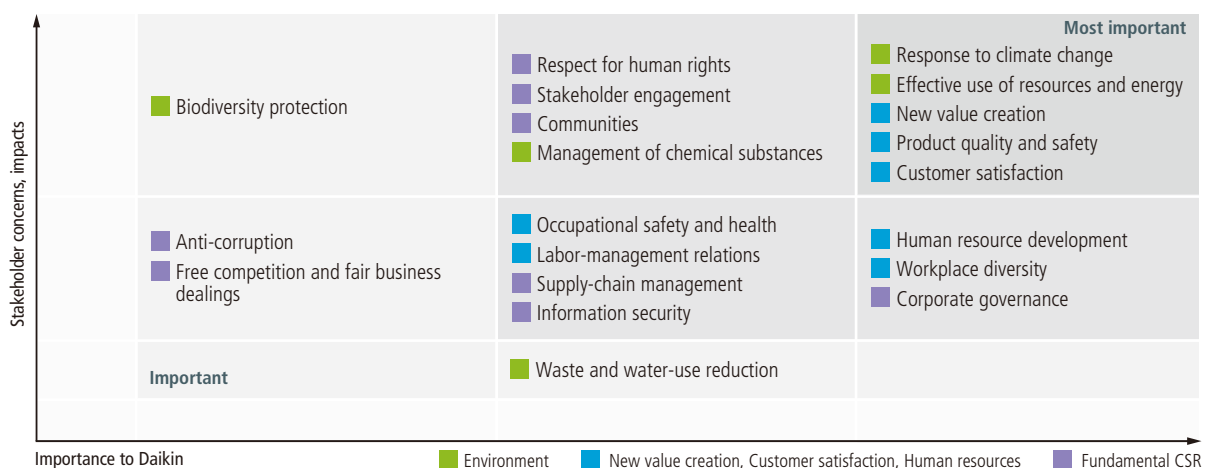 Stakeholder concerns, impacts
Biodiversity protection
Respect for human rights
Stakeholder engagement
Communities
Management of chemical substances
Most important
Response to climate change
Effective use of resources and energy
New value creation
Product quality and safety
Customer satisfaction
Anti-corruption
Free competition and fair business
dealings
Occupational safety and health
Labor-management relations
Supply-chain management
Information security
Human resource development
Workplace diversity
Corporate governance
Important
Waste and water-use reduction
Importance to Daikin
Environment
New value creation, Customer satisfaction, Human resources
Fundamental CSR